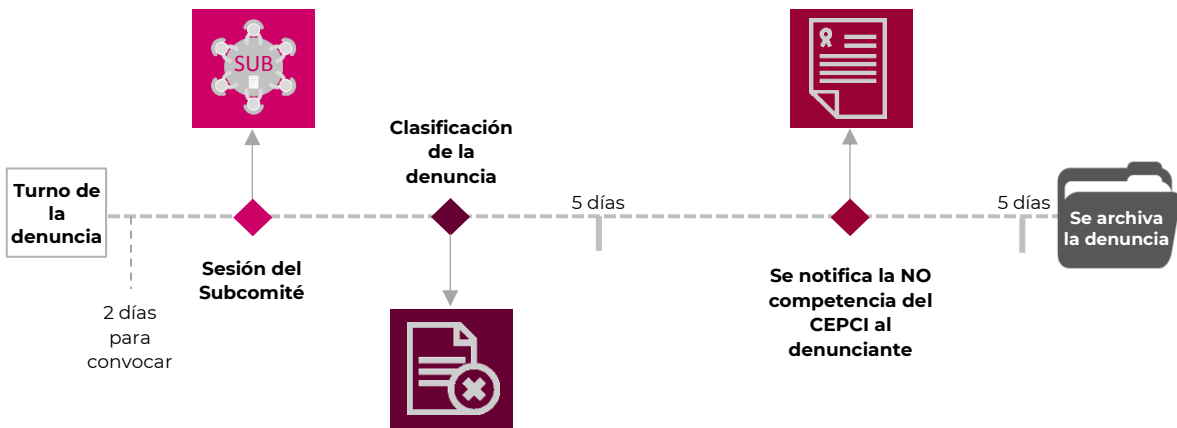 SUB
Clasificación
de la
denuncia
Turno de
la
denuncia
5 días
5 días
Se archiva
la denuncia
Sesión del
Subcomité
2 días
para
convocar
Se notifica la NO
competencia del
CEPCI al
denunciante